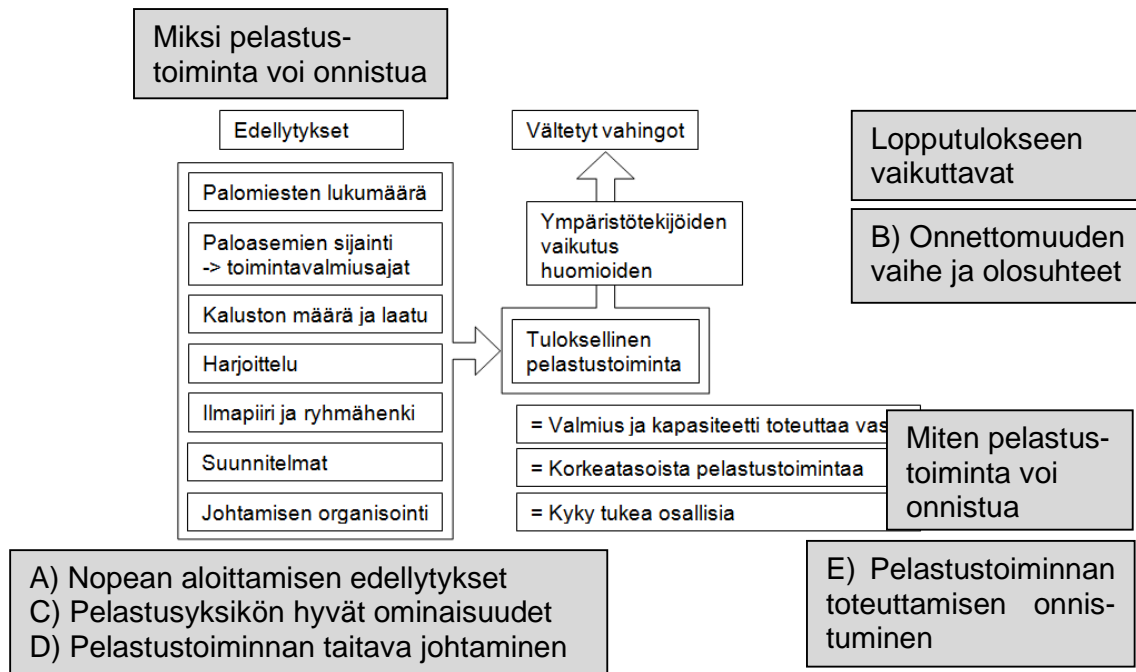 Miksi pelastus-
toiminta voi onnistua
Edellytykset
Palomiesten lukumäärä
Paloasemien sijainti
-> toimintavalmiusajat
Kaluston määrä ja laatu
Harjoittelu
Ilmapiiri ja ryhmähenki
Suunnitelmat
Johtamisen organisointi
Vältetyt vahingot
Ympäristötekijöiden
vaikutus
huomioiden
Tuloksellinen
pelastustoiminta
= Valmius ja kapasiteetti toteuttaa
= Korkeatasoista pelastustoimintaa
= Kyky tukea osallisia
Lopputulokseen
vaikuttavat
B) Onnettomuuden
vaihe ja olosuhteet
Miten pelastus-
toiminta voi
onnistua
A) Nopean aloittamisen edellytykset
C) Pelastusyksikön hyvät ominaisuudet
D) Pelastustoiminnan taitava johtaminen
E) Pelastustoiminnan
toteuttamisen onnis-
tuminen